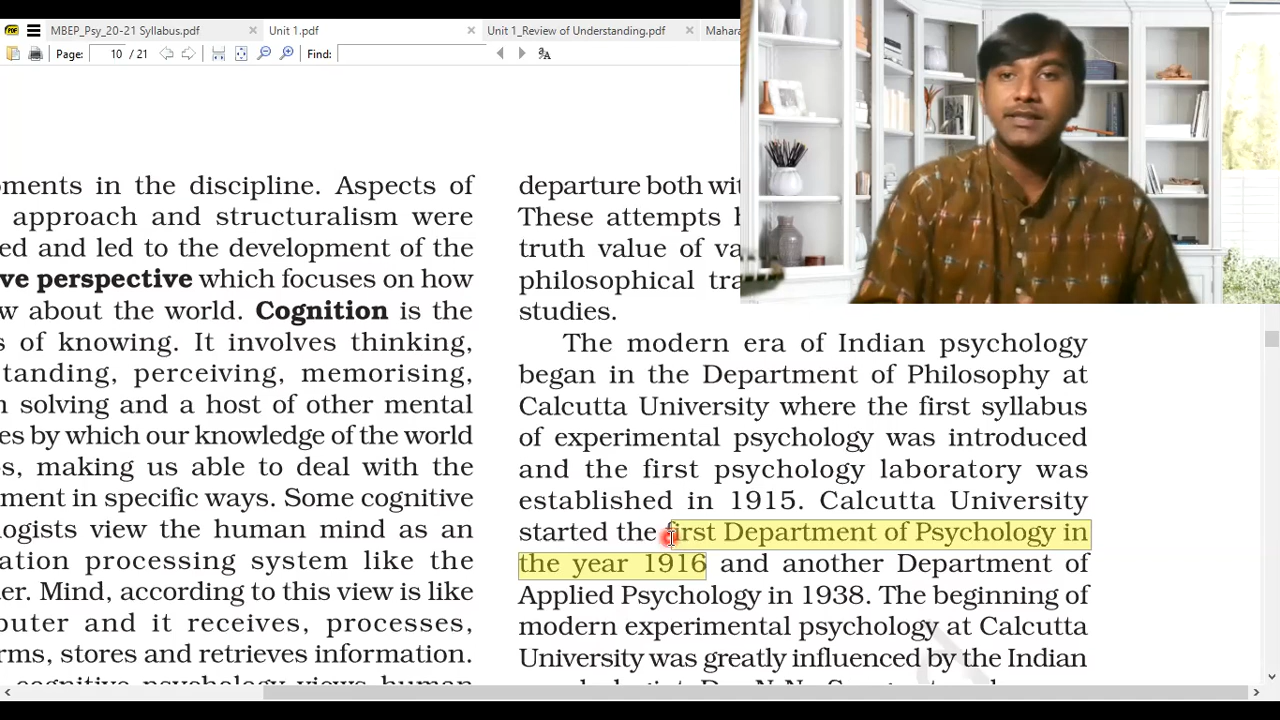 MBEP_Psy_20-21 Syllabus.pdf
Unit 1.pdf
Unit 1_Review of Understanding.pdf
Mahara
Page: 10 / 21
Find:
ments in the discipline. Aspects of
approach and structuralism were
ed and led to the development of the
ve perspective which focuses on how
w about the world. Cognition is the
s of knowing. It involves thinking,
tanding, perceiving, memorising,
solving and a host of other mental
es by which our knowledge of the world
s, making us able to deal with the
ment in specific ways. Some cognitive
logists view the human mind as an
ation processing system like the
er. Mind, according to this view is like
puter and it receives, processes,
rms, stores and retrieves information.
cognitive psychology views human
departure both wit
These attempts h
truth value of va
philosophical tra
studies.
The modern era of Indian psychology
began in the Department of Philosophy at
Calcutta University where the first syllabus
of experimental psychology was introduced
and the first psychology laboratory was
established in 1915. Calcutta University
started the first Department of Psychology in
the year 1916 and another Department of
Applied Psychology in 1938. The beginning of
modern experimental psychology at Calcutta
University was greatly influenced by the Indian